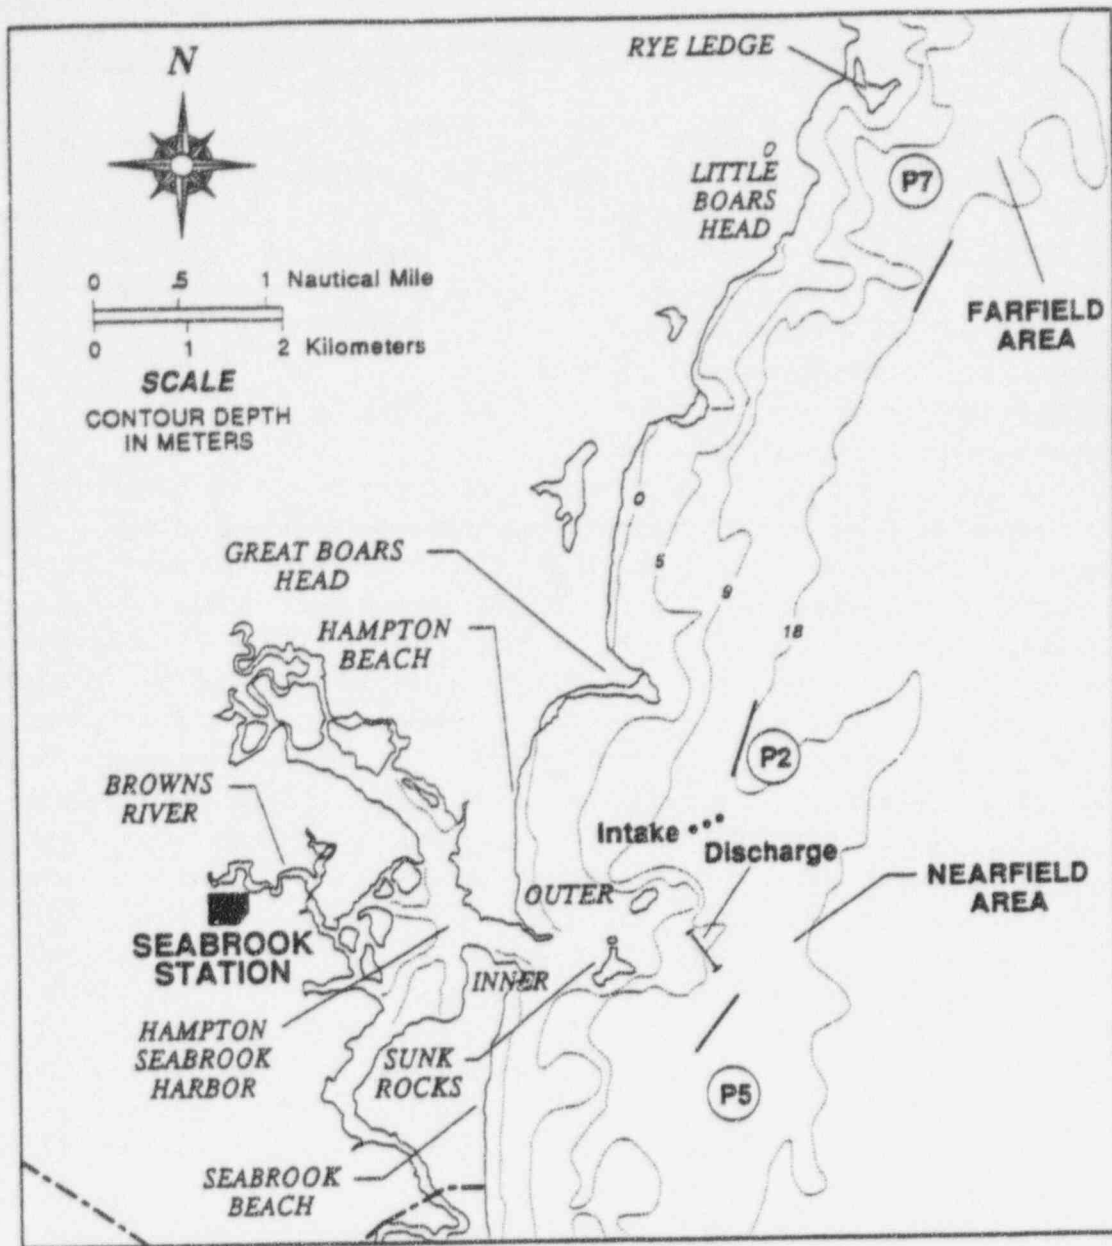 RYE LEDGE
N
P7
LITTLE
BOARS
HEAD
0 .5 1 Nautical Mile
0 1 2 Kilometers
SCALE
CONTOUR DEPTH
IN METERS
FARFIELD
AREA
0
5
9
18
GREAT BOARS
HEAD
HAMPTON
BEACH
P2
BROWNS
RIVER
Intake
Discharge
NEARFIELD
AREA
OUTER
SEABROOK
STATION
INNER
HAMPTON
SEABROOK
HARBOR
SUNK
ROCKS
P5
SEABROOK
BEACH